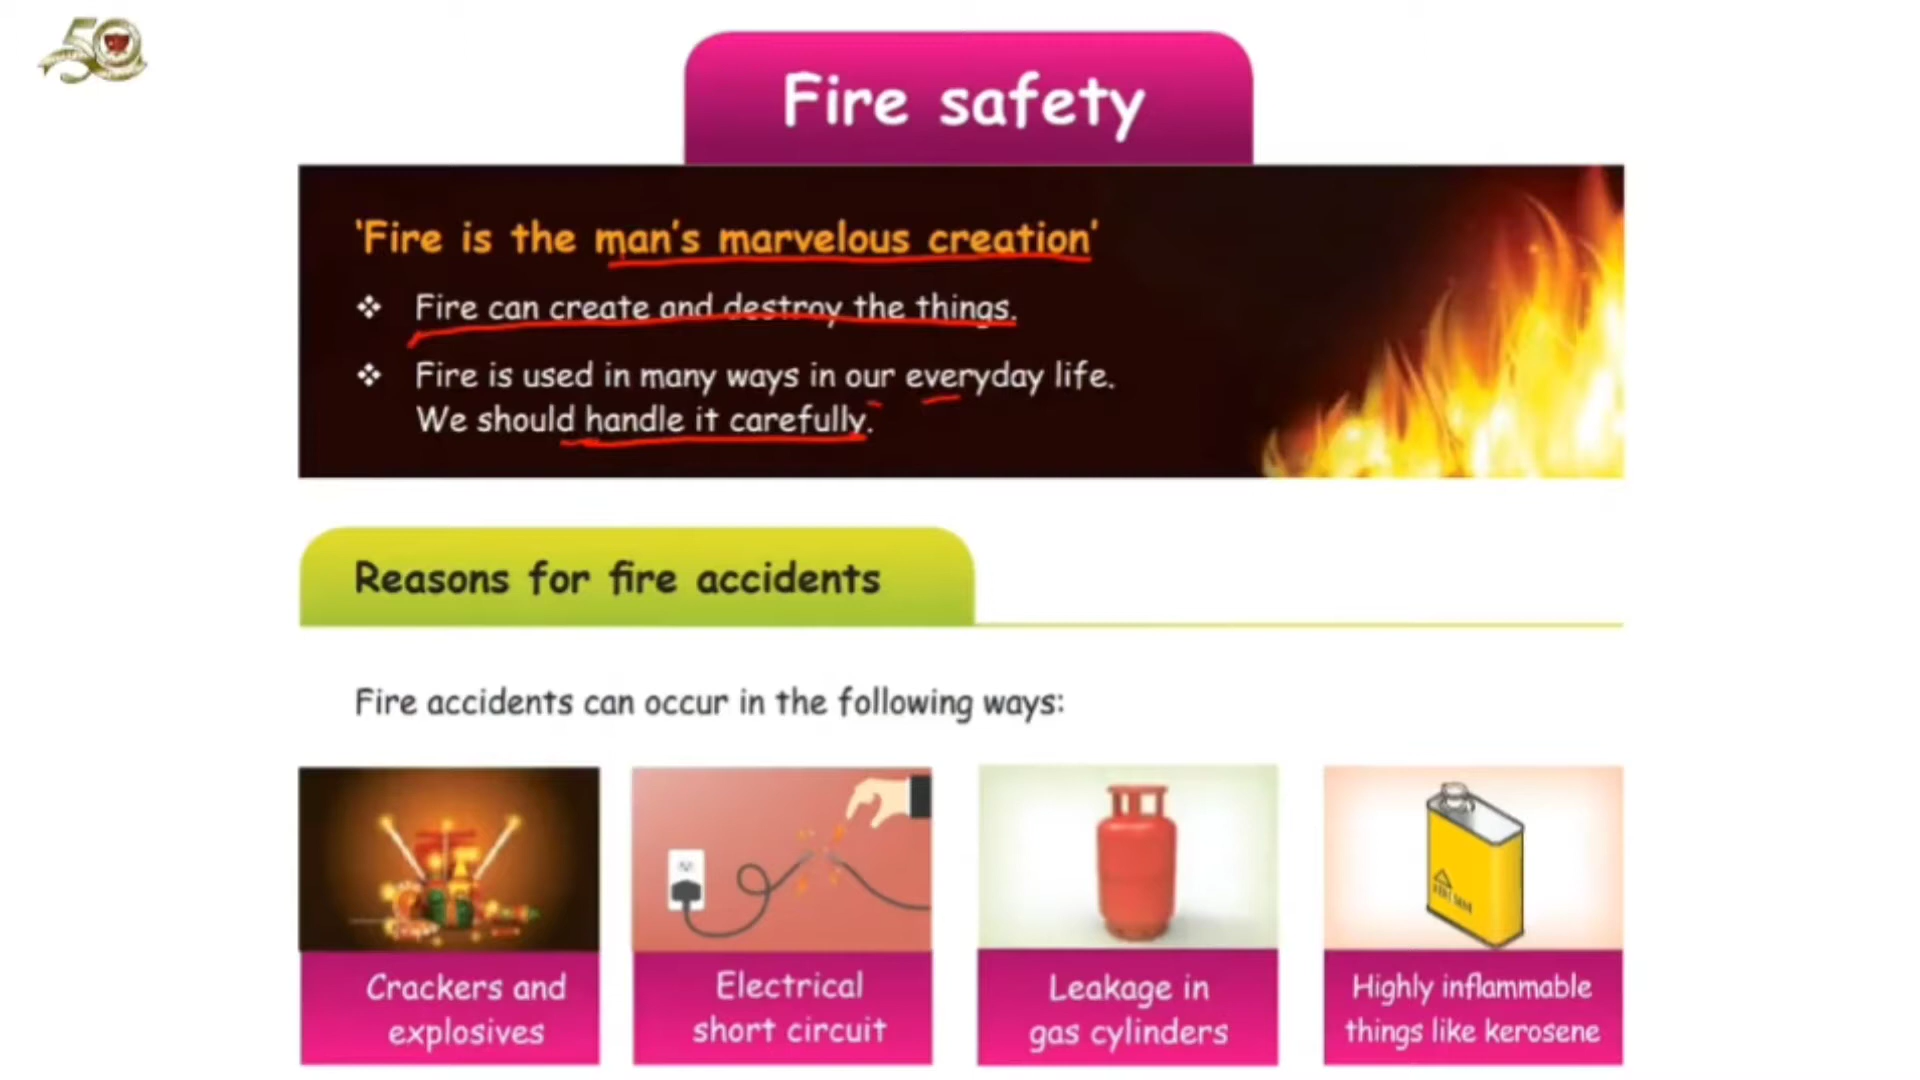 50
Fire safety
‘Fire is the man’s marvelous creation’
❖ Fire can create and destroy the things.
❖ Fire is used in many ways in our everyday life.
We should handle it carefully.
Reasons for fire accidents
Fire accidents can occur in the following ways:
Crackers and
explosives
Electrical
short circuit
Leakage in
gas cylinders
Highly inflammable
things like kerosene